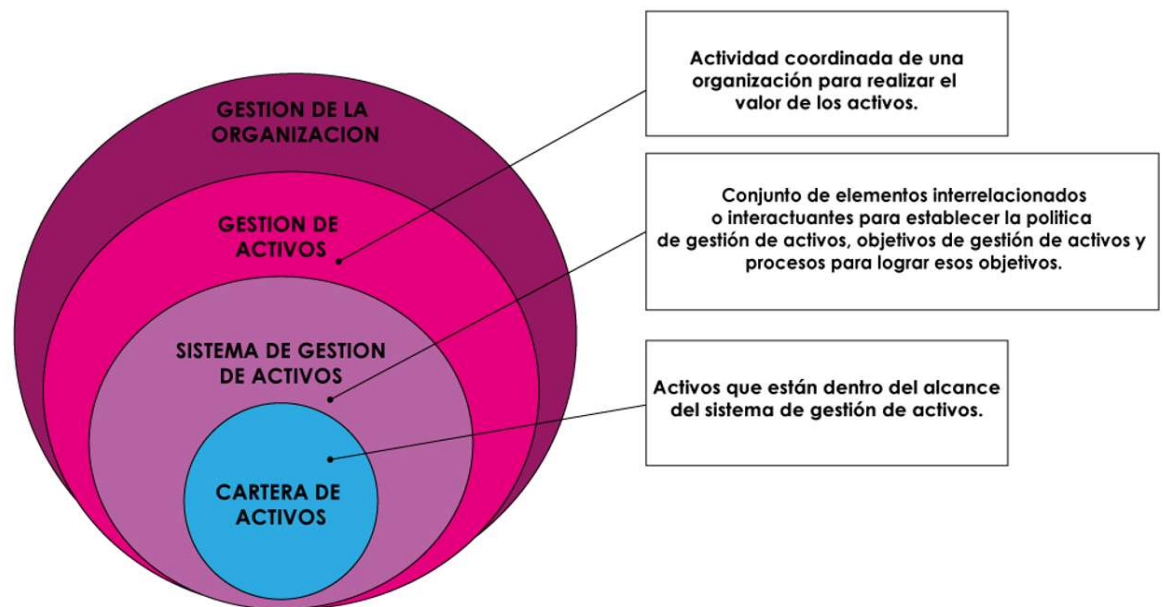 GESTION DE LA
ORGANIZACION
GESTION DE
ACTIVOS
SISTEMA DE GESTION
DE ACTIVOS
CARTERA DE
ACTIVOS
Actividad coordinada de una
organización para realizar el
valor de los activos.
Conjunto de elementos interrelacionados
o interactuantes para establecer la politica
de gestión de activos, objetivos de gestión de activos y
procesos para lograr esos objetivos.
Activos que están dentro del alcance
del sistema de gestión de activos.